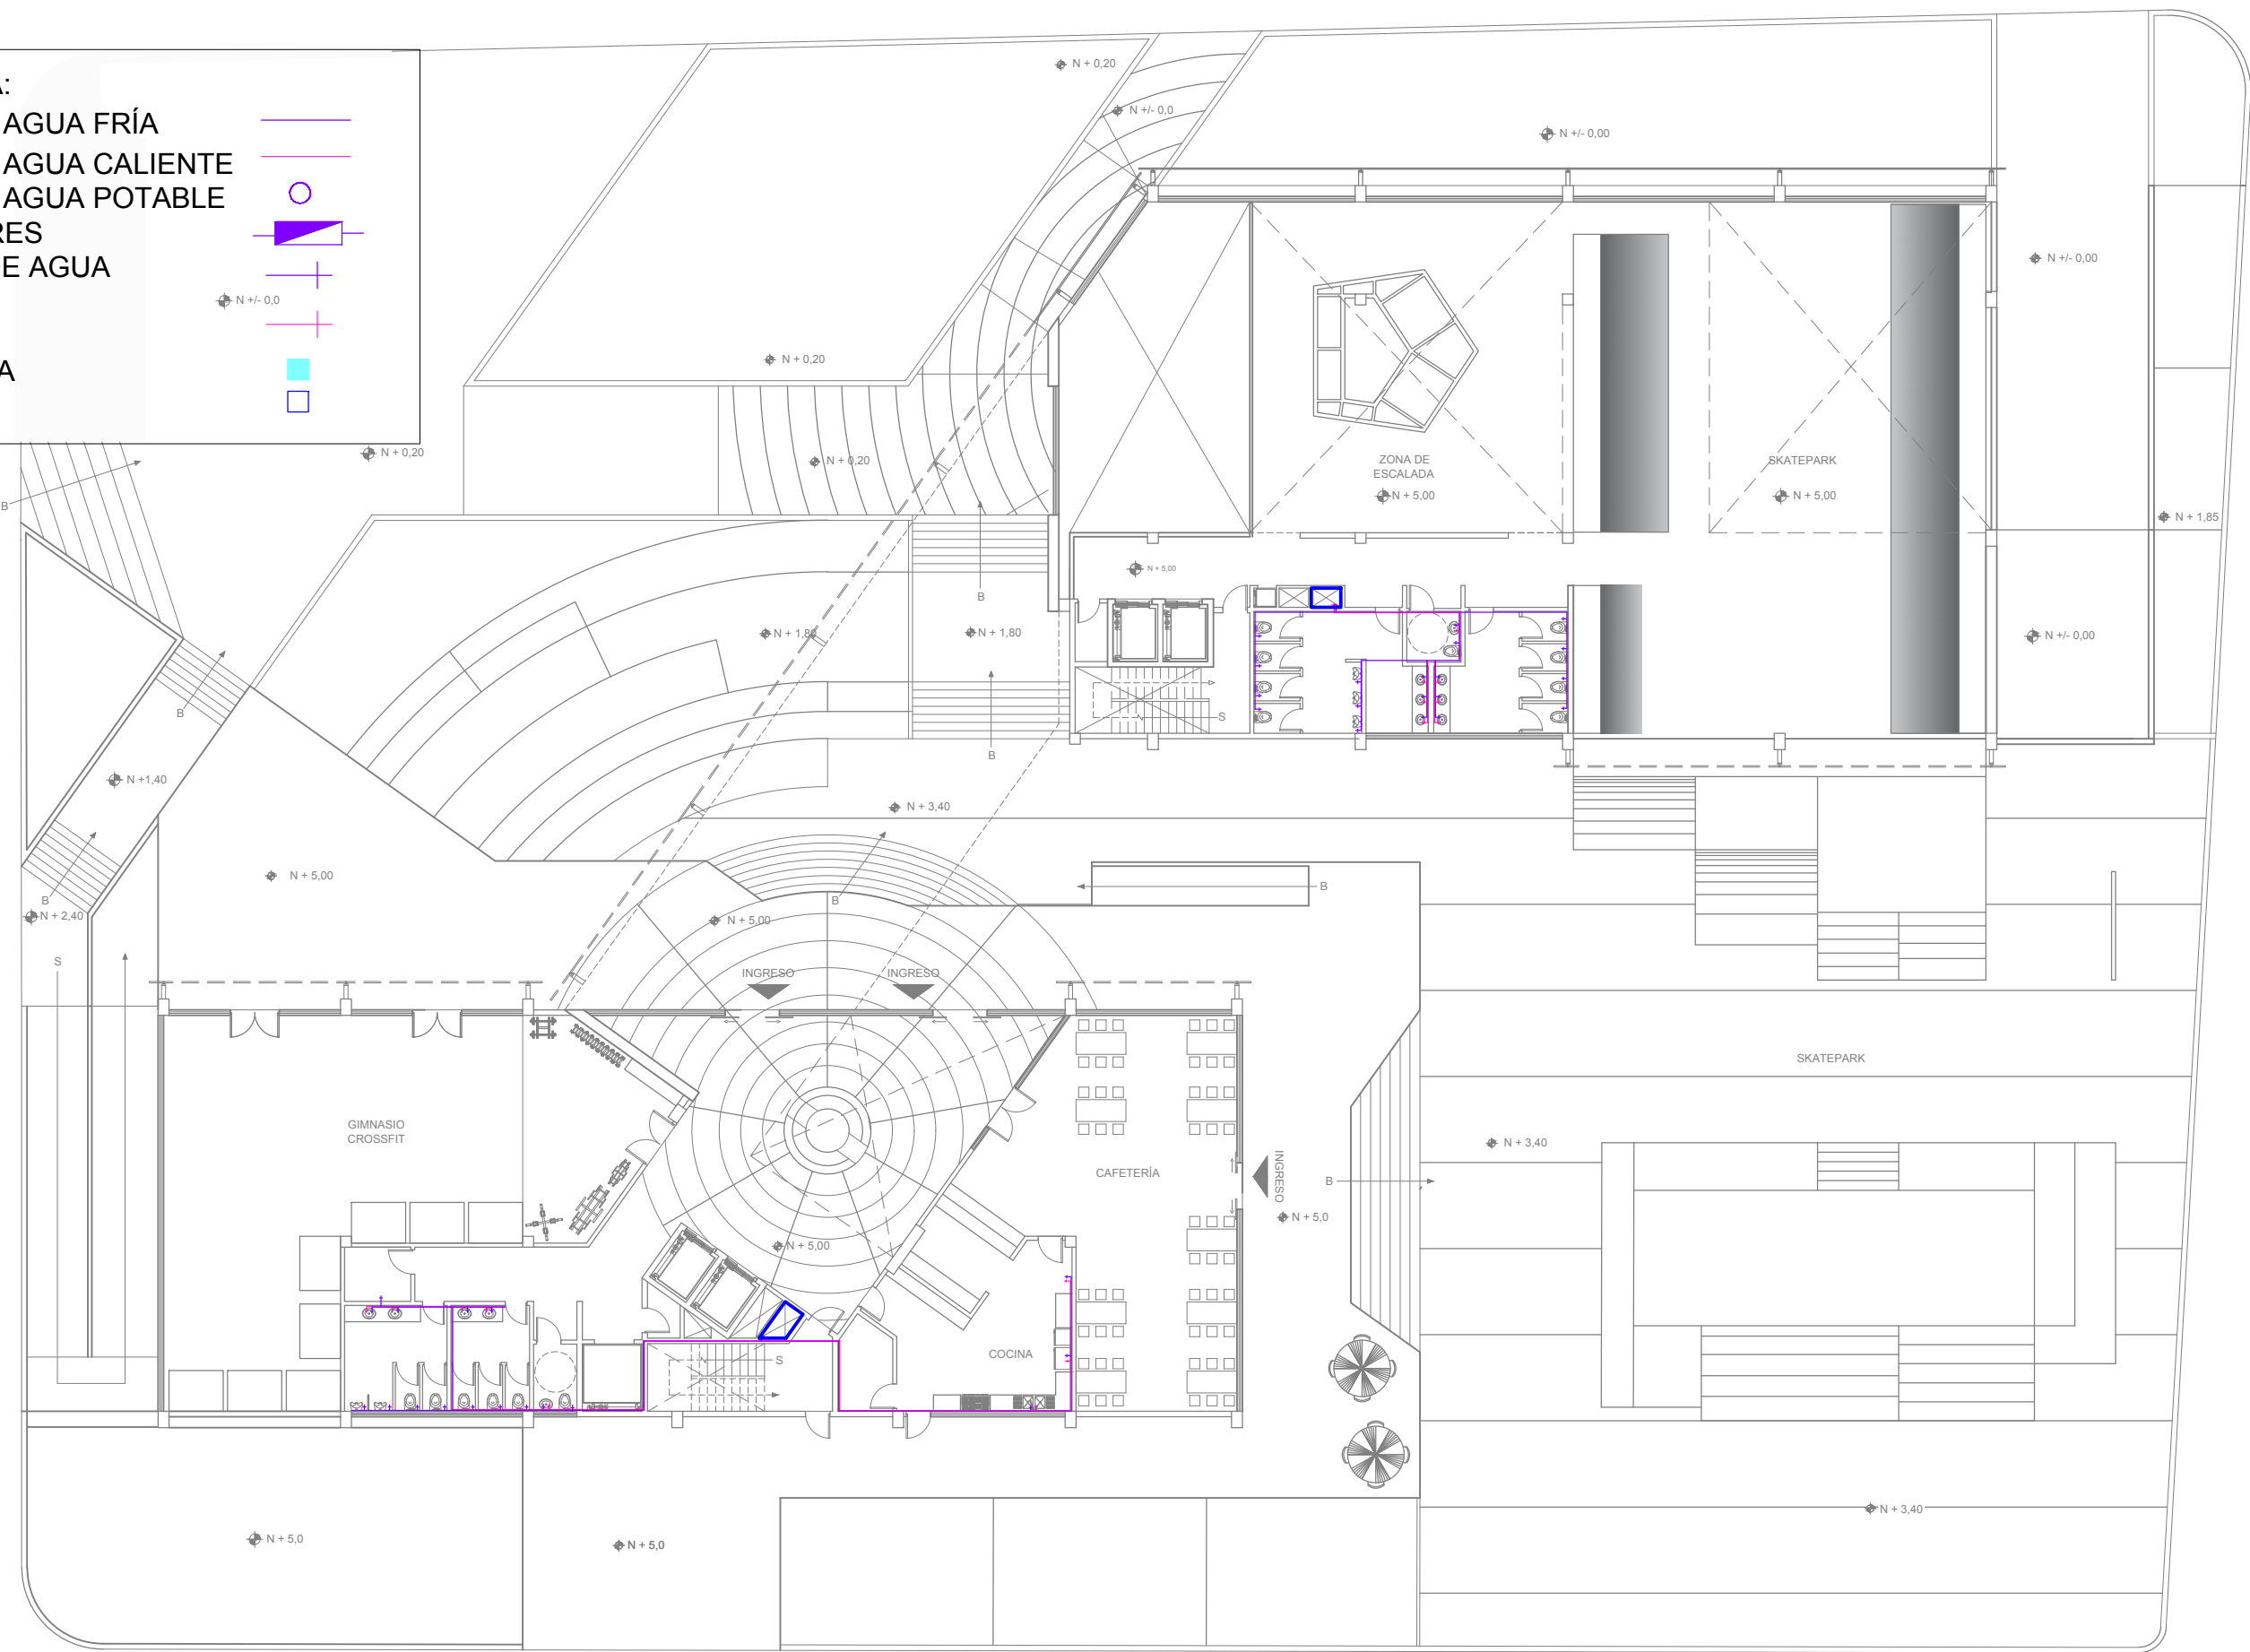 A:
AGUA FRÍA
AGUA CALIENTE
AGUA POTABLE
RES
DE AGUA
A
N + 0,20
N +/- 0,0
N +/- 0,00
N +/- 0,00
N +/- 0,0
N + 0,20
N + 0,20
N + 0,20
ZONA DE
ESCALADA
N + 5,00
SKATEPARK
N + 5,00
B
N + 1,85
N + 5,00
B
N + 1,80
N + 1,80
N +/- 0,00
B
S
B
N +1,40
N + 3,40
N + 5,00
B
B
B
N + 2,40
N + 5,00
S
INGRESO
INGRESO
SKATEPARK
GIMNASIO
CROSSFIT
N + 3,40
CAFETERÍA
INGRESO
B
N + 5,0
N + 5,00
COCINA
S
N + 3,40
N + 5,0
N + 5,0